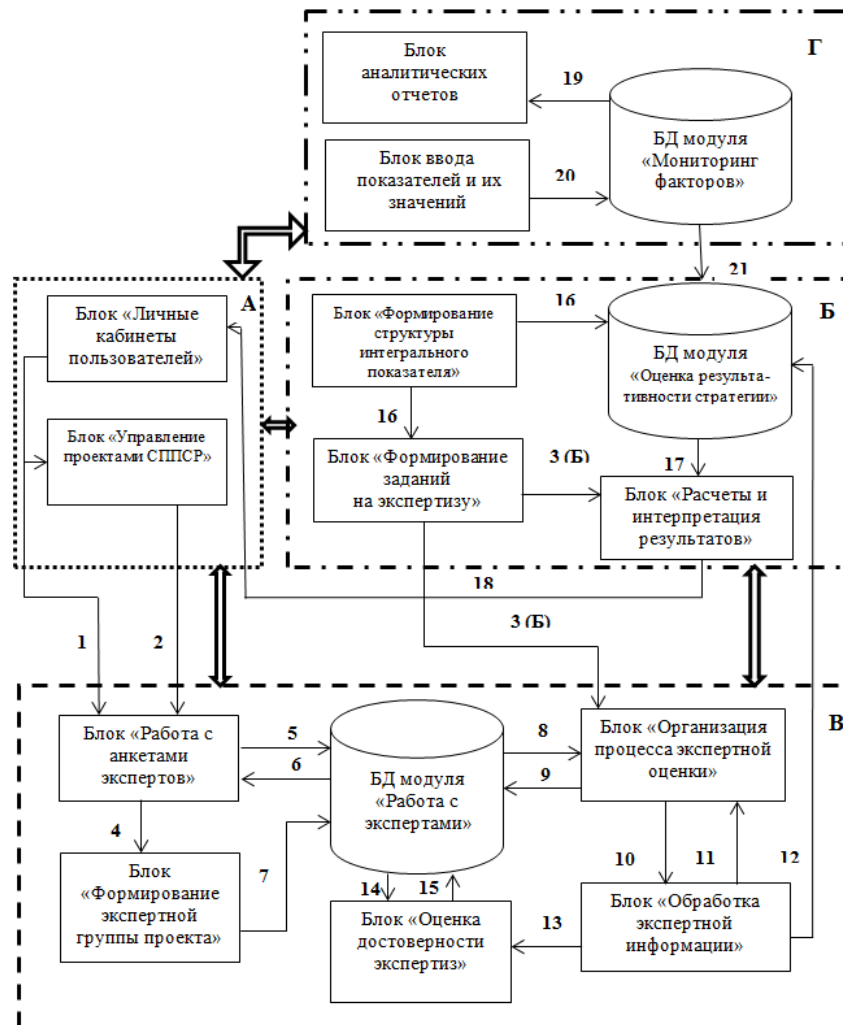 Г
Блок
аналитических
отчетов
19
БД модуля
«Мониторинг
факторов»
Блок ввода
показателей и их
значений
20
21
А
Блок «Личные
кабинеты
пользователей»
Блок «Управление
проектами СППСР»
Б
Блок «Формирование
структуры
интегрального
показателя»
16
БД модуля
«Оценка результа-
тивности стратегии»
16
Блок «Формирование
заданий
на экспертизу»
3 (Б)
17
Блок «Расчеты и
интерпретация
результатов»
18
1
2
3 (Б)
В
Блок «Работа с
анкетами
экспертов»
5
6
БД модуля
«Работа с
экспертами»
8
9
Блок «Организация
процесса экспертной
оценки»
4
7
10
11
12
Блок
«Формирование
экспертной
группы проекта»
14
15
Блок «Оценка
достоверности
экспертиз»
13
Блок «Обработка
экспертной
информации»